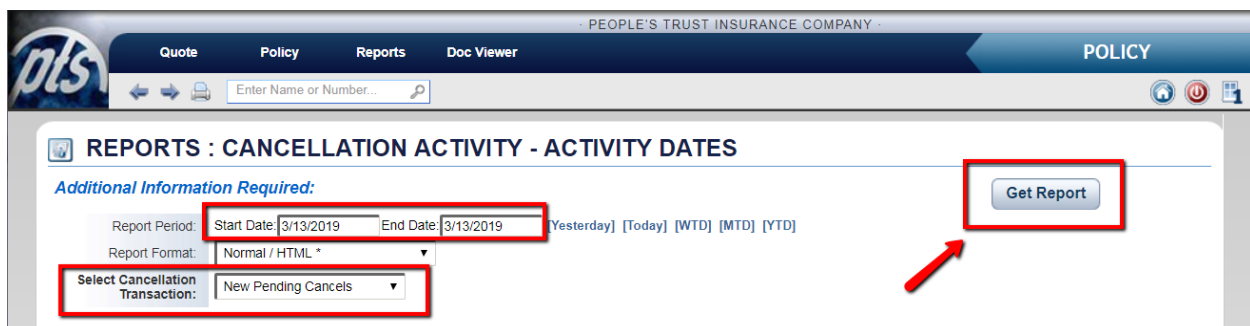 · PEOPLE'S TRUST INSURANCE COMPANY ·
pts
Quote Policy Reports Doc Viewer POLICY
Enter Name or Number...
1
REPORTS : CANCELLATION ACTIVITY - ACTIVITY DATES
Additional Information Required:
Get Report
Report Period: Start Date: 3/13/2019 End Date: 3/13/2019 [Yesterday] [Today] [WTD] [MTD] [YTD]
Report Format: Normal / HTML *
Select Cancellation
Transaction: New Pending Cancels